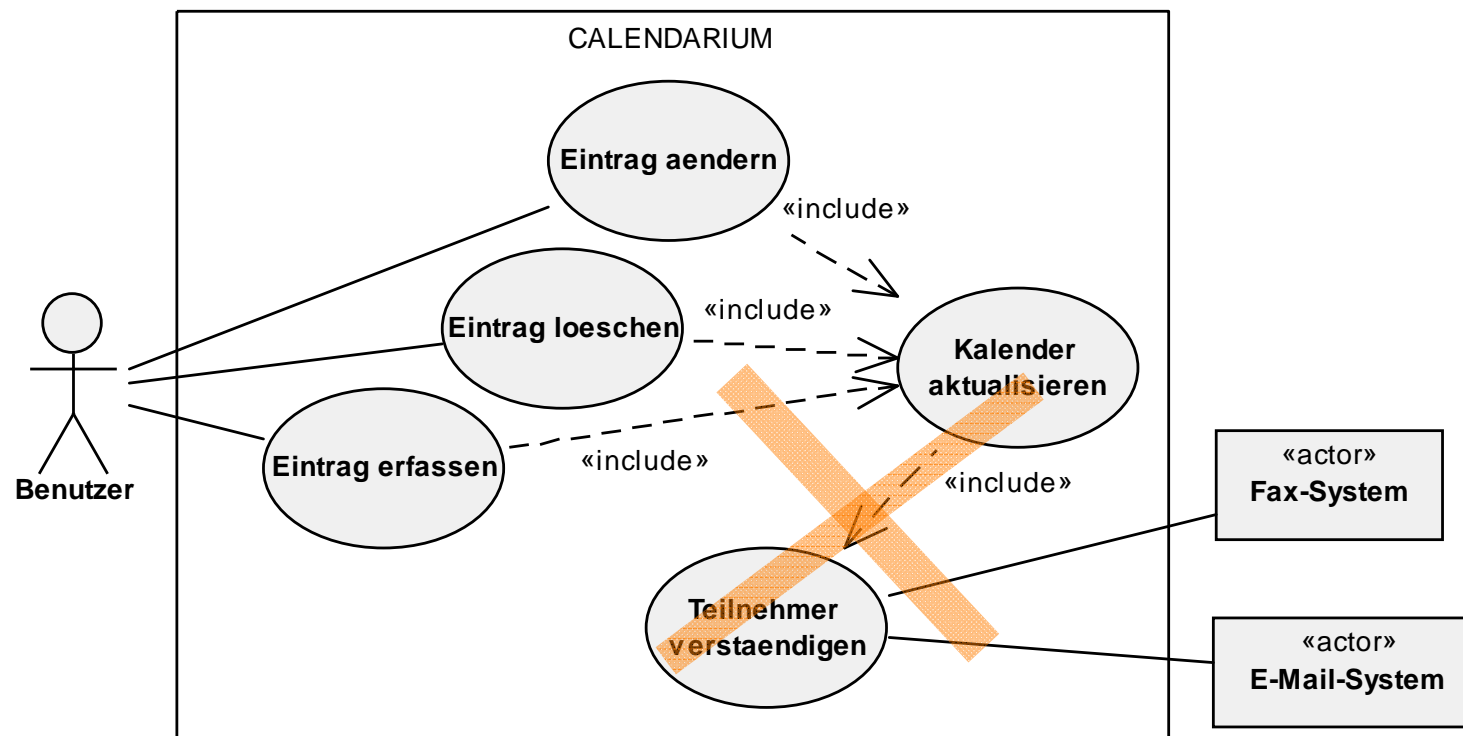 CALENDARIUM
Eintrag aendern
«include»
Eintrag loeschen
«include»
Kalender
aktualisieren
Eintrag erfassen
«include»
Benutzer
«include»
«actor»
Fax-System
Teilnehmer
verstaendigen
«actor»
E-Mail-System